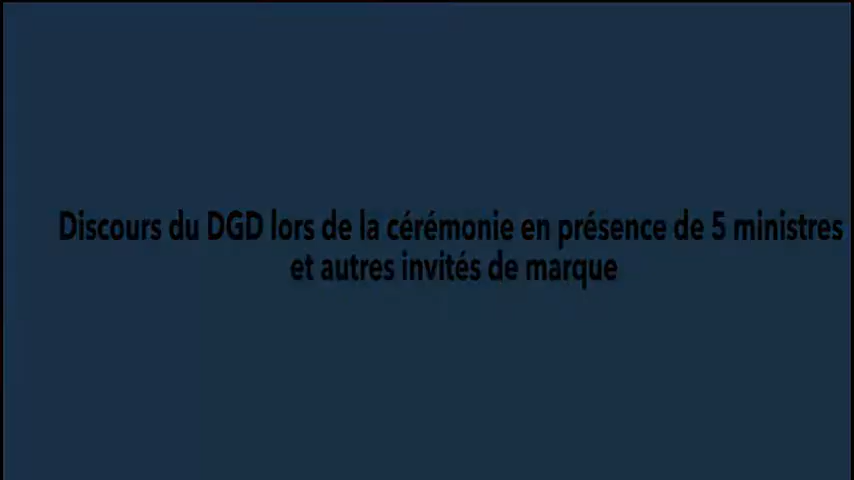 Discours du DGD lors de la cérémonie en présence de 5 ministres
et autres invités de marque